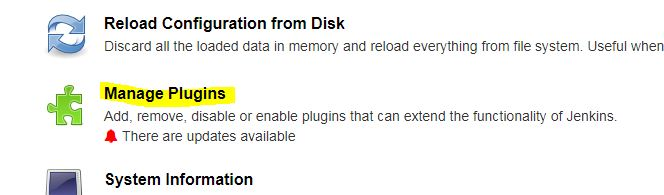 Reload Configuration from Disk
Discard all the loaded data in memory and reload everything from file system. Useful when
Manage Plugins
Add, remove, disable or enable plugins that can extend the functionality of Jenkins.
There are updates available
System Information